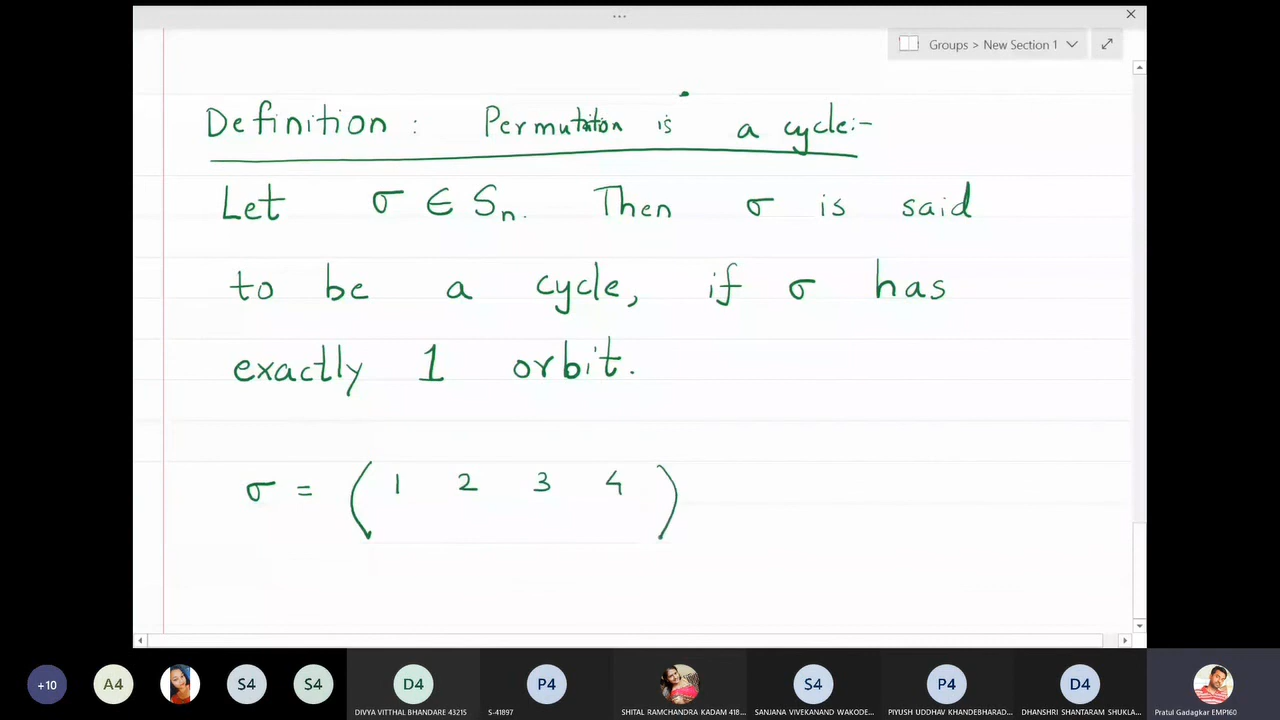 Groups > New Section 1
Definition : Permutation is a cycle:-
Let σ ∈ Sn. Then σ is said
to be a cycle, if σ has
exactly 1 orbit.
σ = ( 1 2 3 4 )
+10 A4 S4 S4 D4 P4 S4 P4 D4
DIVYA VITTHAL BHANDARE 43215 S-41897 SHITAL RAMCHANDRA KADAM 418... SANJANA VIVEKANAND WAKODE... PIYUSH UDDHAV KHANDEBHARAD... DHANSHRI SHANTARAM SHUKLA... Pratul Gadagkar EMP160